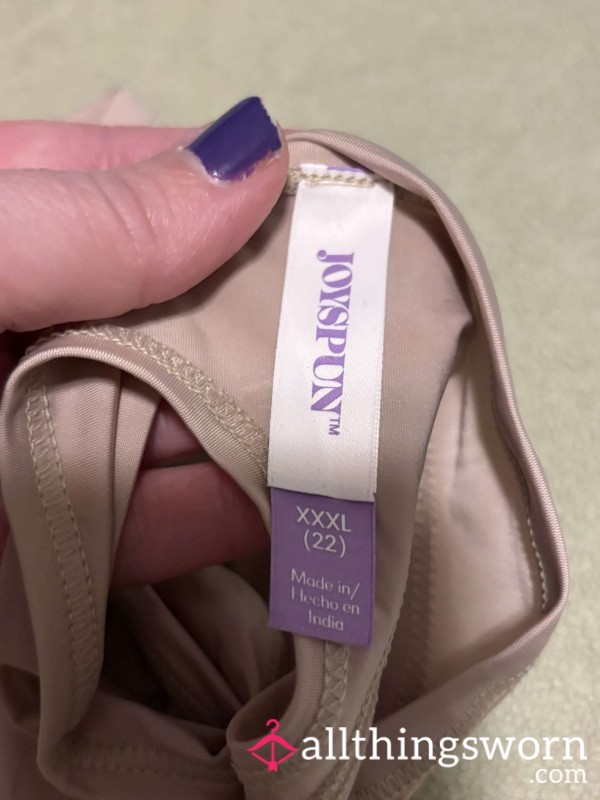 JOYSPUN™
XXXL
(22)
Made in/
Hecho en
India
allthingsworn
.com